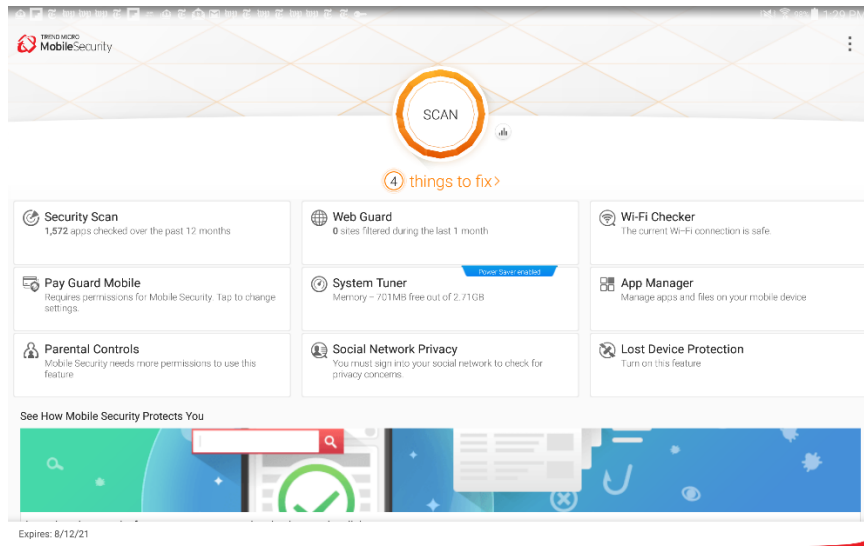 1:29 PM
TREND MICRO
MobileSecurity
SCAN
4 things to fix >
Security Scan
1,572 apps checked over the past 12 months
Web Guard
0 sites filtered during the last 1 month
Wi-Fi Checker
The current Wi-Fi connection is safe.
Pay Guard Mobile
Requires permissions for Mobile Security. Tap to change
settings.
Power Saver enabled
System Tuner
Memory – 701MB free out of 2.71GB
App Manager
Manage apps and files on your mobile device
Parental Controls
Mobile Security needs more permissions to use this
feature
Social Network Privacy
You must sign into your social network to check for
privacy concerns.
Lost Device Protection
Turn on this feature
See How Mobile Security Protects You
Expires: 8/12/21